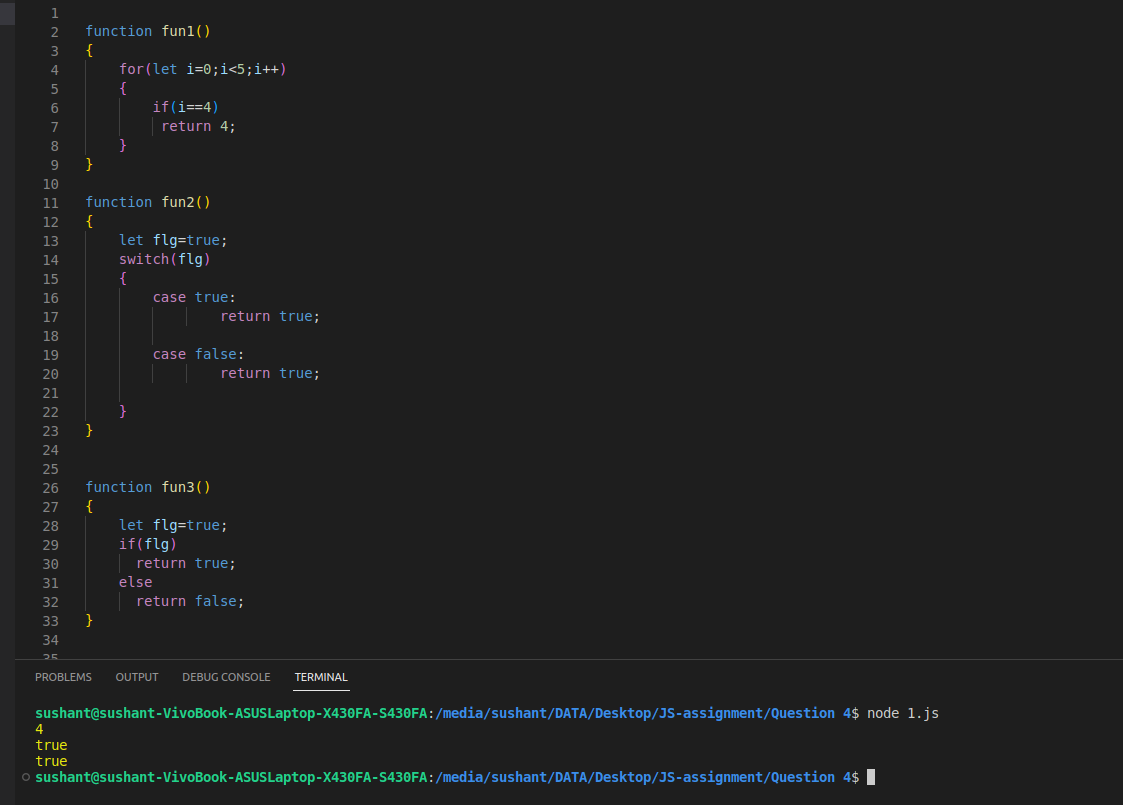 1
2 function fun1()
3 {
4 for(let i=0;i<5;i++)
5 {
6 if(i==4)
7 return 4;
8 }
9 }
10
11 function fun2()
12 {
13 let flg=true;
14 switch(flg)
15 {
16 case true:
17 return true;
18
19 case false:
20 return true;
21
22 }
23 }
24
25
26 function fun3()
27 {
28 let flg=true;
29 if(flg)
30 return true;
31 else
32 return false;
33 }
34
35
PROBLEMS OUTPUT DEBUG CONSOLE TERMINAL
sushant@sushant-VivoBook-ASUSLaptop-X430FA-S430FA:/media/sushant/DATA/Desktop/JS-assignment/Question 4$ node 1.js
4
true
true
sushant@sushant-VivoBook-ASUSLaptop-X430FA-S430FA:/media/sushant/DATA/Desktop/JS-assignment/Question 4$